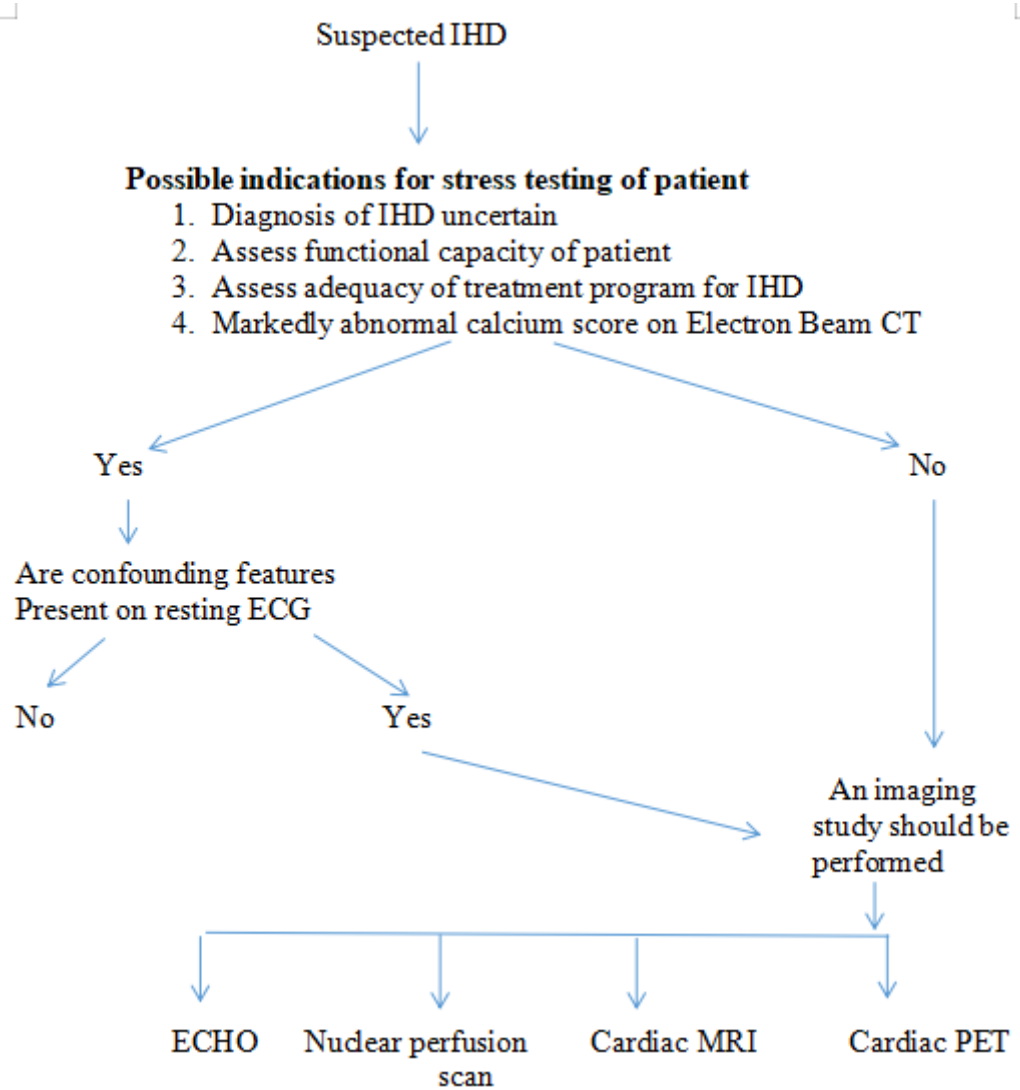 Suspected IHD
Possible indications for stress testing of patient
1. Diagnosis of IHD uncertain
2. Assess functional capacity of patient
3. Assess adequacy of treatment program for IHD
4. Markedly abnormal calcium score on Electron Beam CT
Yes
No
Are confounding features
Present on resting ECG
No
Yes
An imaging
study should be
performed
ECHO
Nuclear perfusion
scan
Cardiac MRI
Cardiac PET